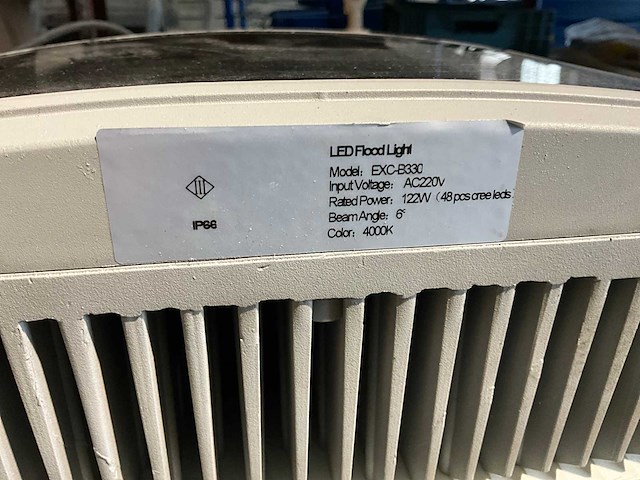 LED Flood Light
Model: EXC-B330
Input Voltage: AC220V
Rated Power: 122W (48 pcs cree leds
Beam Angle: 6°
Color: 4000K
III
IP66